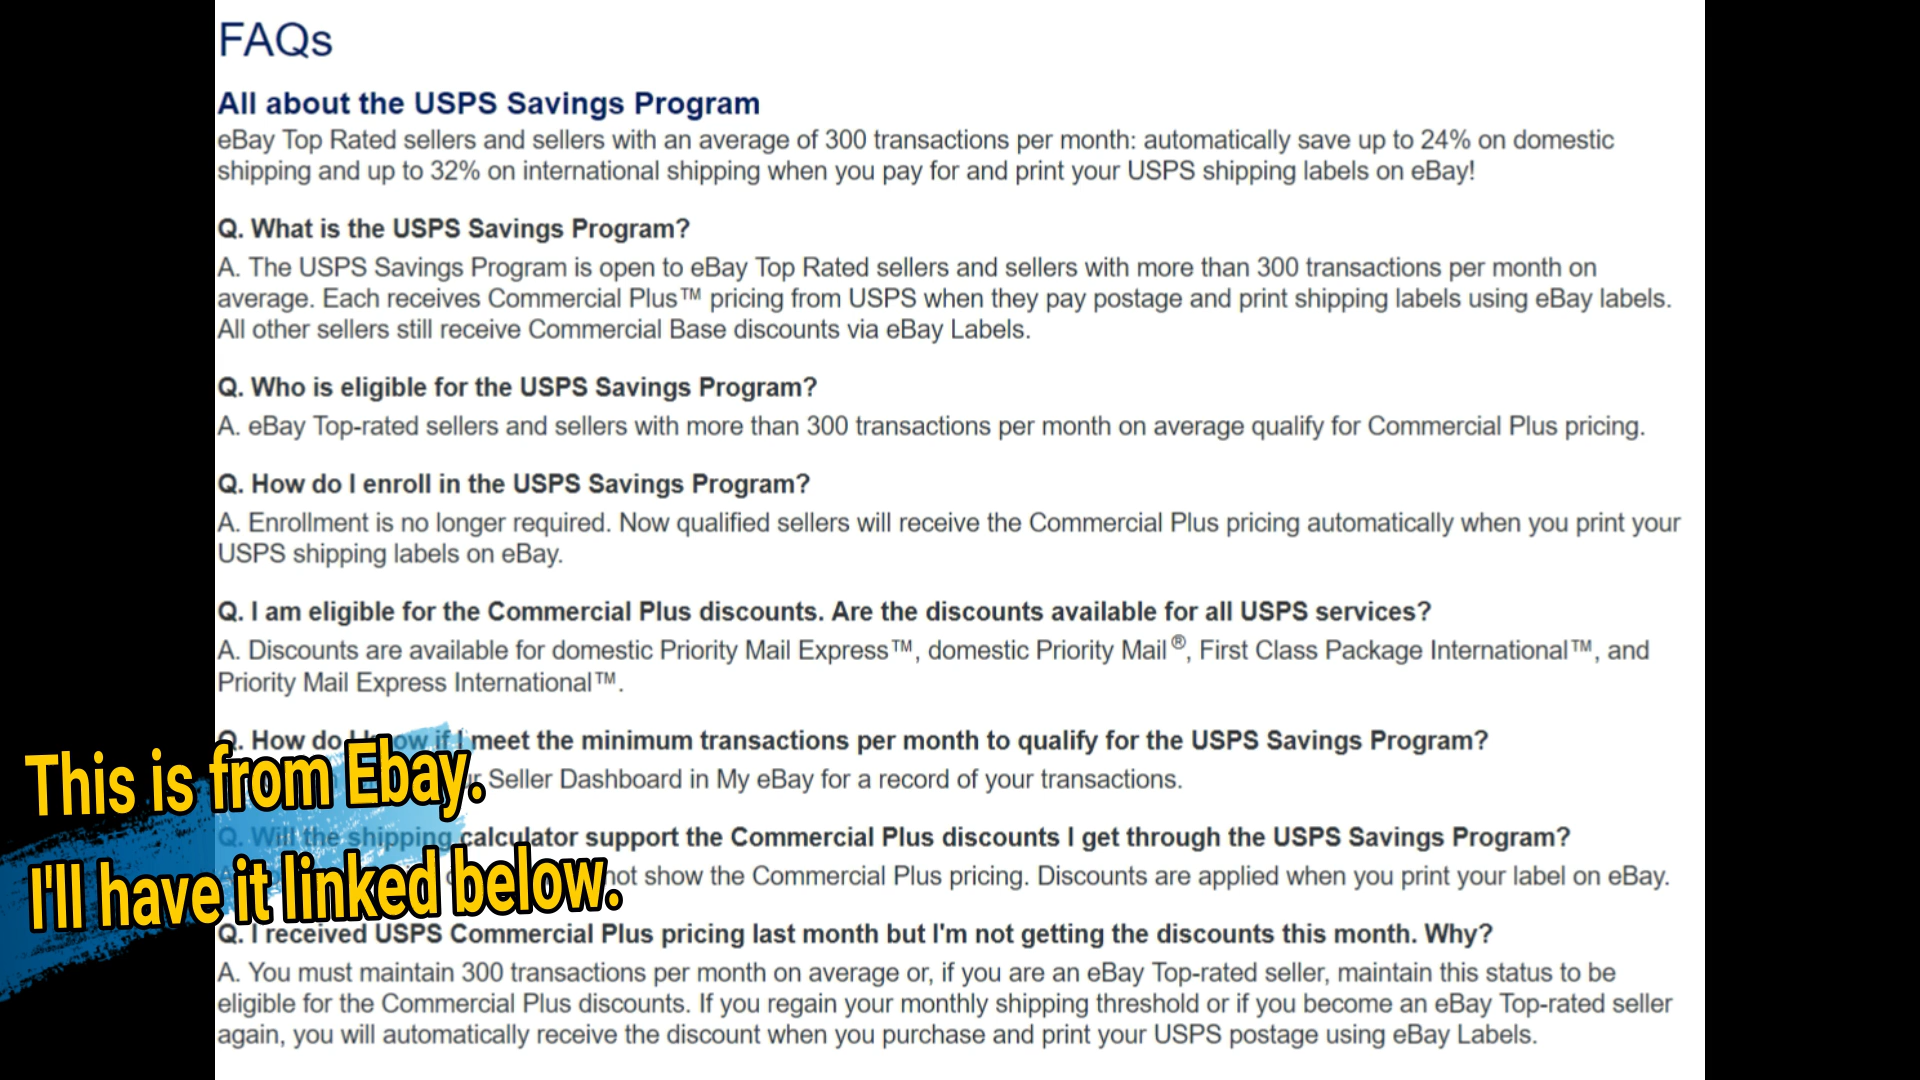 FAQs
All about the USPS Savings Program
eBay Top Rated sellers and sellers with an average of 300 transactions per month: automatically save up to 24% on domestic
shipping and up to 32% on international shipping when you pay for and print your USPS shipping labels on eBay!
Q. What is the USPS Savings Program?
A. The USPS Savings Program is open to eBay Top Rated sellers and sellers with more than 300 transactions per month on
average. Each receives Commercial Plus™ pricing from USPS when they pay postage and print shipping labels using eBay labels.
All other sellers still receive Commercial Base discounts via eBay Labels.
Q. Who is eligible for the USPS Savings Program?
A. eBay Top-rated sellers and sellers with more than 300 transactions per month on average qualify for Commercial Plus pricing.
Q. How do I enroll in the USPS Savings Program?
A. Enrollment is no longer required. Now qualified sellers will receive the Commercial Plus pricing automatically when you print your
USPS shipping labels on eBay.
Q. I am eligible for the Commercial Plus discounts. Are the discounts available for all USPS services?
A. Discounts are available for domestic Priority Mail Express™, domestic Priority Mail®, First Class Package International™, and
Priority Mail Express International™.
Q. How do I know if I meet the minimum transactions per month to qualify for the USPS Savings Program?
Seller Dashboard in My eBay for a record of your transactions.
Q. Will the shipping calculator support the Commercial Plus discounts I get through the USPS Savings Program?
not show the Commercial Plus pricing. Discounts are applied when you print your label on eBay.
Q. I received USPS Commercial Plus pricing last month but I'm not getting the discounts this month. Why?
A. You must maintain 300 transactions per month on average or, if you are an eBay Top-rated seller, maintain this status to be
eligible for the Commercial Plus discounts. If you regain your monthly shipping threshold or if you become an eBay Top-rated seller
again, you will automatically receive the discount when you purchase and print your USPS postage using eBay Labels.
This is from Ebay.
I'll have it linked below.